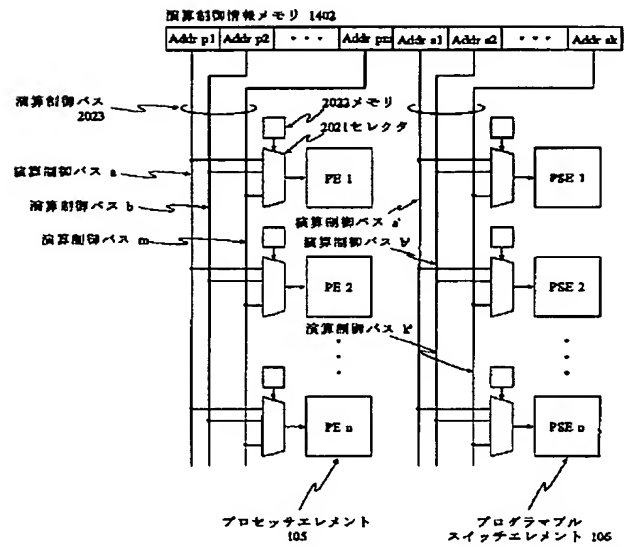 演算制御情報メモリ 1402
Addr p1 Addr p2 ・・・ Addr pm Addr s1 Addr s2 ・・・ Addr sk
演算制御バス
2023
2022メモリ
2021セレクタ
演算制御バス a
演算制御バス b
演算制御バス m
演算制御バス a'
演算制御バス b'
演算制御バス k'
PE 1
PSE 1
PE 2
PSE 2
PE n
PSE n
プロセッサエレメント
105
プログラマブル
スイッチエレメント 106